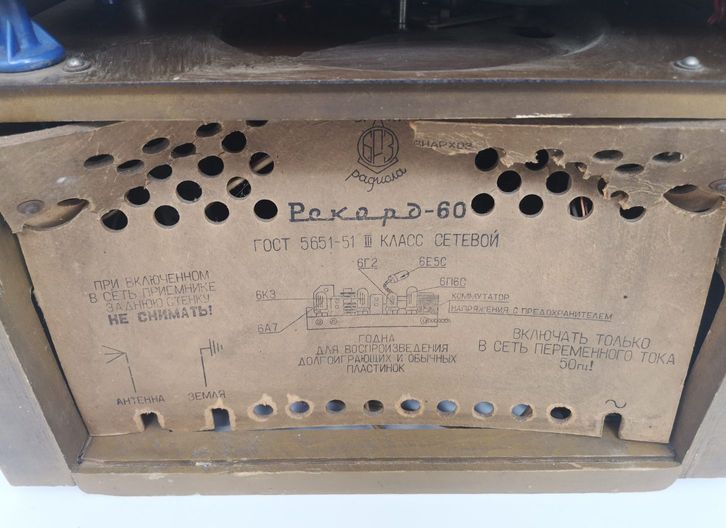 БРЗ
НАРХОЗ
радиола
Рекорд-60
ГОСТ 5651-51 III КЛАСС СЕТЕВОЙ
ПРИ ВКЛЮЧЕННОМ
В СЕТЬ ПРИЕМНИКЕ
ЗАДНЮЮ СТЕНКУ
НЕ СНИМАТЬ!
6Г2
6Е5С
6К3
6П6С
6А7
КОММУТАТОР
НАПРЯЖЕНИЯ С ПРЕДОХРАНИТЕЛЕМ
ГОДНА
ДЛЯ ВОСПРОИЗВЕДЕНИЯ
ДОЛГОИГРАЮЩИХ И ОБЫЧНЫХ
ПЛАСТИНОК
ВКЛЮЧАТЬ ТОЛЬКО
В СЕТЬ ПЕРЕМЕННОГО ТОКА
50гц!
АНТЕННА
ЗЕМЛЯ
~